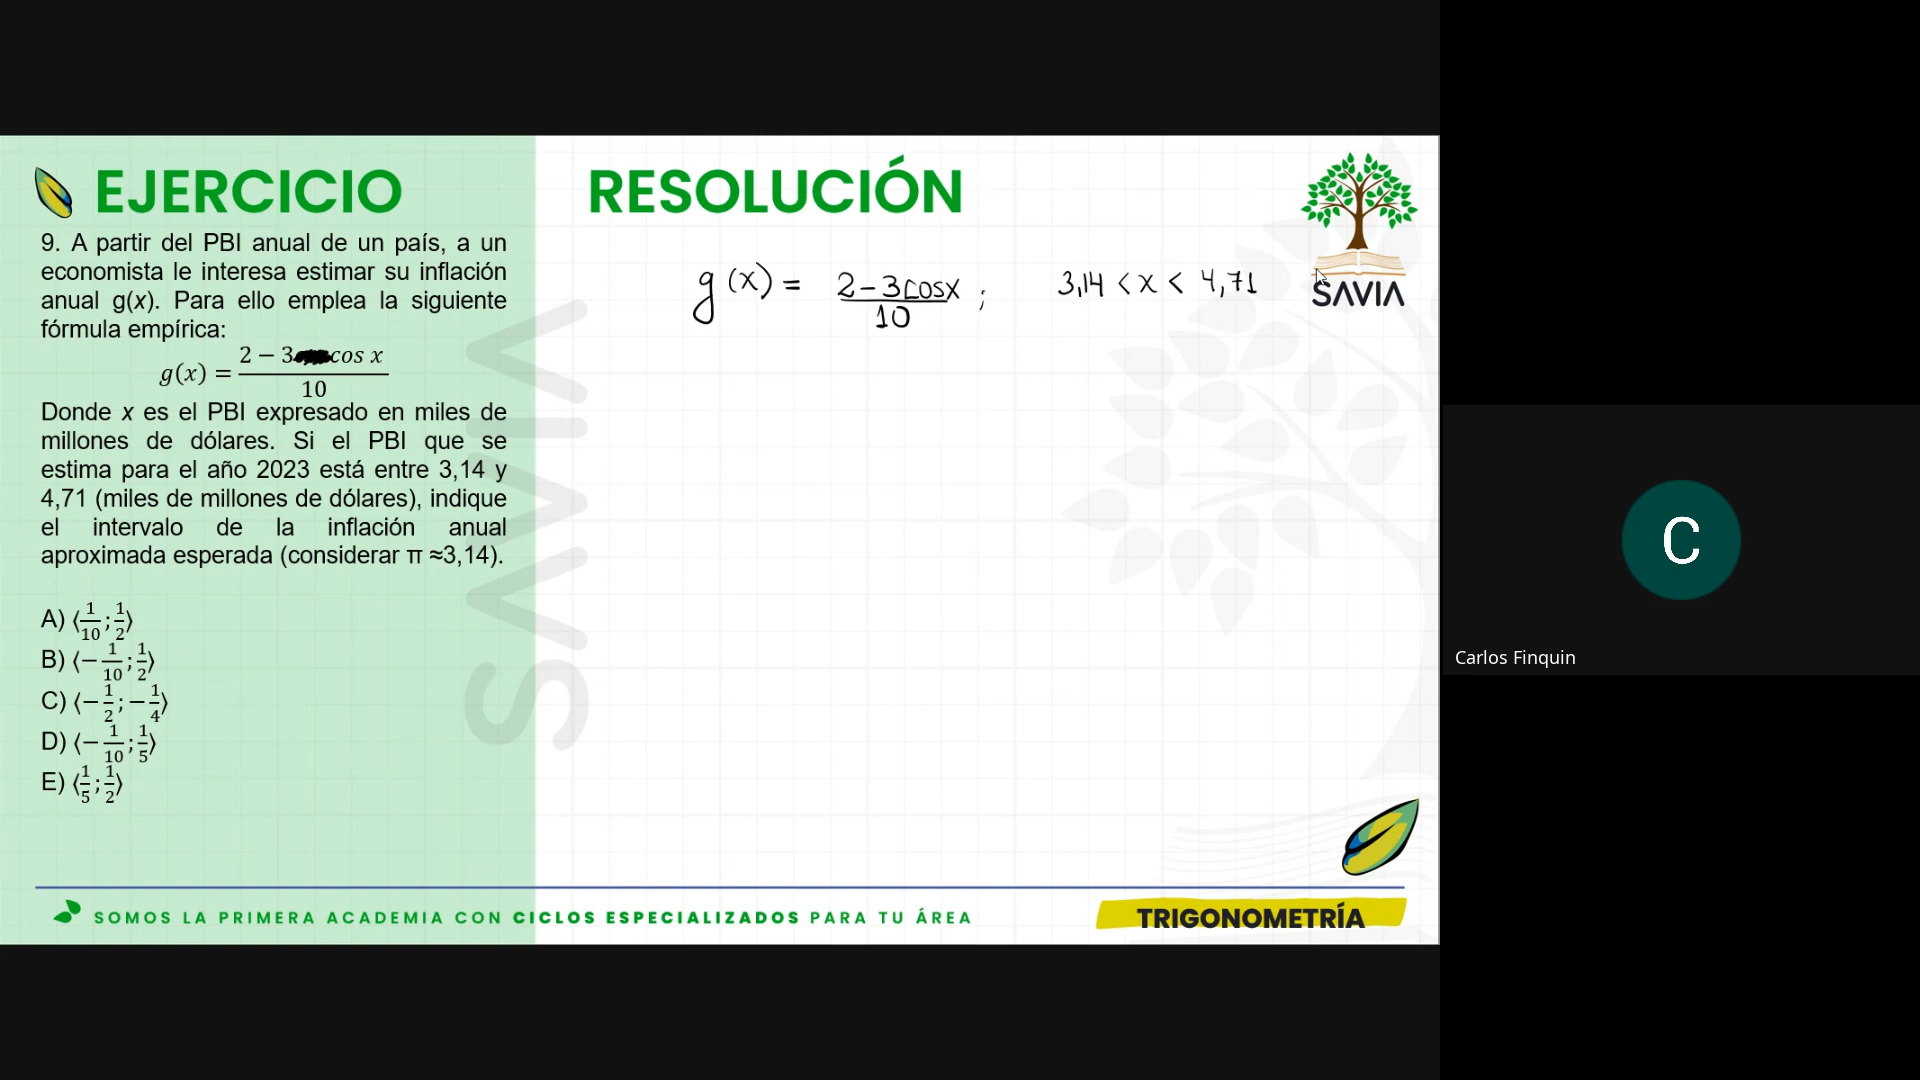 EJERCICIO
9. A partir del PBI anual de un país, a un
economista le interesa estimar su inflación
anual g(x). Para ello emplea la siguiente
fórmula empírica:
g(x) = (2 − 3 cos x)/10
Donde x es el PBI expresado en miles de
millones de dólares. Si el PBI que se
estima para el año 2023 está entre 3,14 y
4,71 (miles de millones de dólares), indique
el intervalo de la inflación anual
aproximada esperada (considerar π ≈3,14).
A) ⟨1/10 ; 1/2⟩
B) ⟨−1/10 ; 1/2⟩
C) ⟨−1/2 ; −1/4⟩
D) ⟨−1/10 ; 1/5⟩
E) ⟨1/5 ; 1/2⟩
RESOLUCIÓN
g(x) = (2−3cosx)/10 ; 3,14 < x < 4,71
SAVIA
SAVIA
SOMOS LA PRIMERA ACADEMIA CON CICLOS ESPECIALIZADOS PARA TU ÁREA
TRIGONOMETRÍA
C
Carlos Finquin